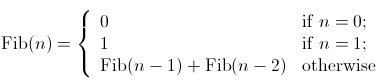 0 if n = 0;
Fib(n) = { 1 if n = 1;
Fib(n − 1) + Fib(n − 2) otherwise